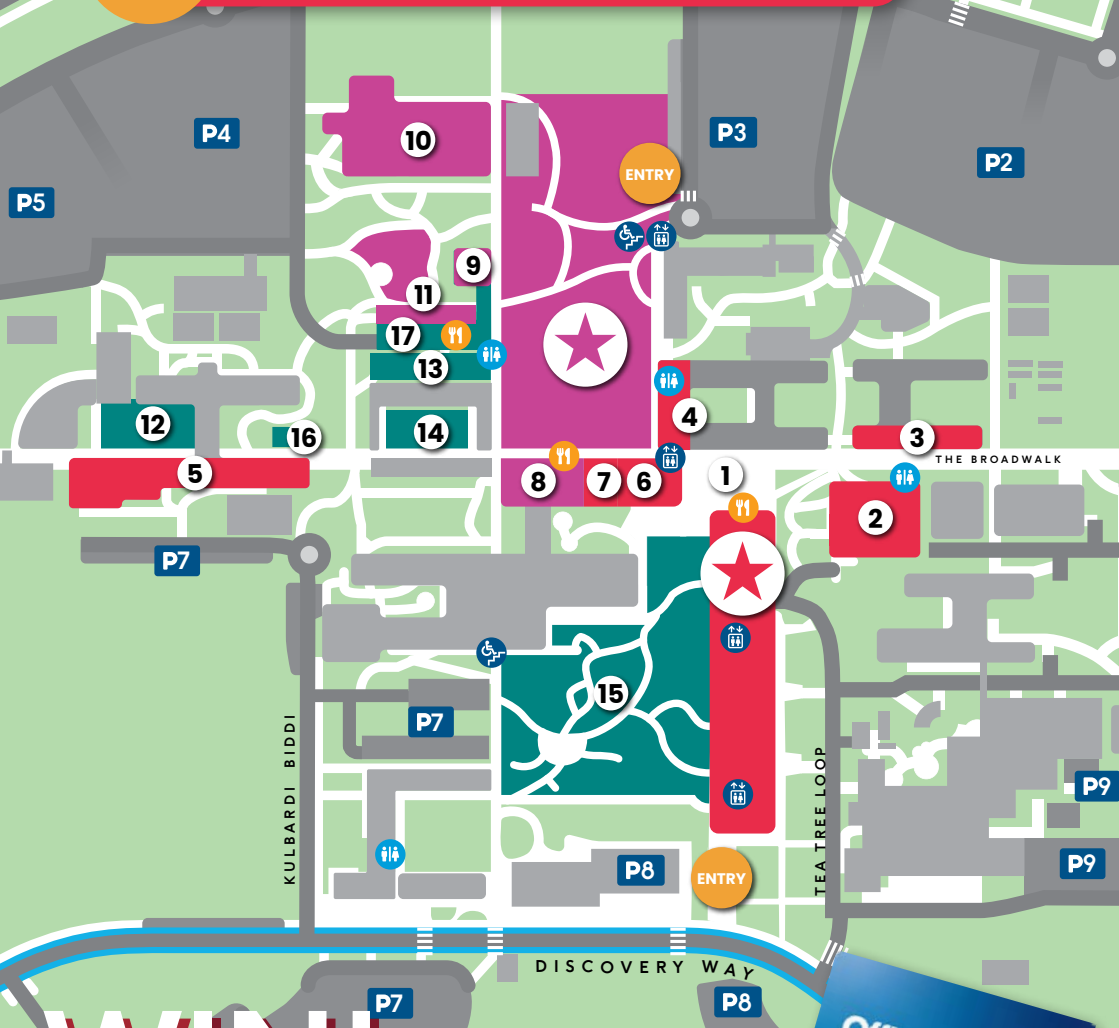 P4
P3
10
P2
ENTRY
P5
9
11
17
13
4
12
14
16
3
THE BROADWALK
5
8
7
6
1
2
P7
15
P7
KULBARDI BIDDI
TEA TREE LOOP
P9
P9
P8
ENTRY
DISCOVERY WAY
P7
P8